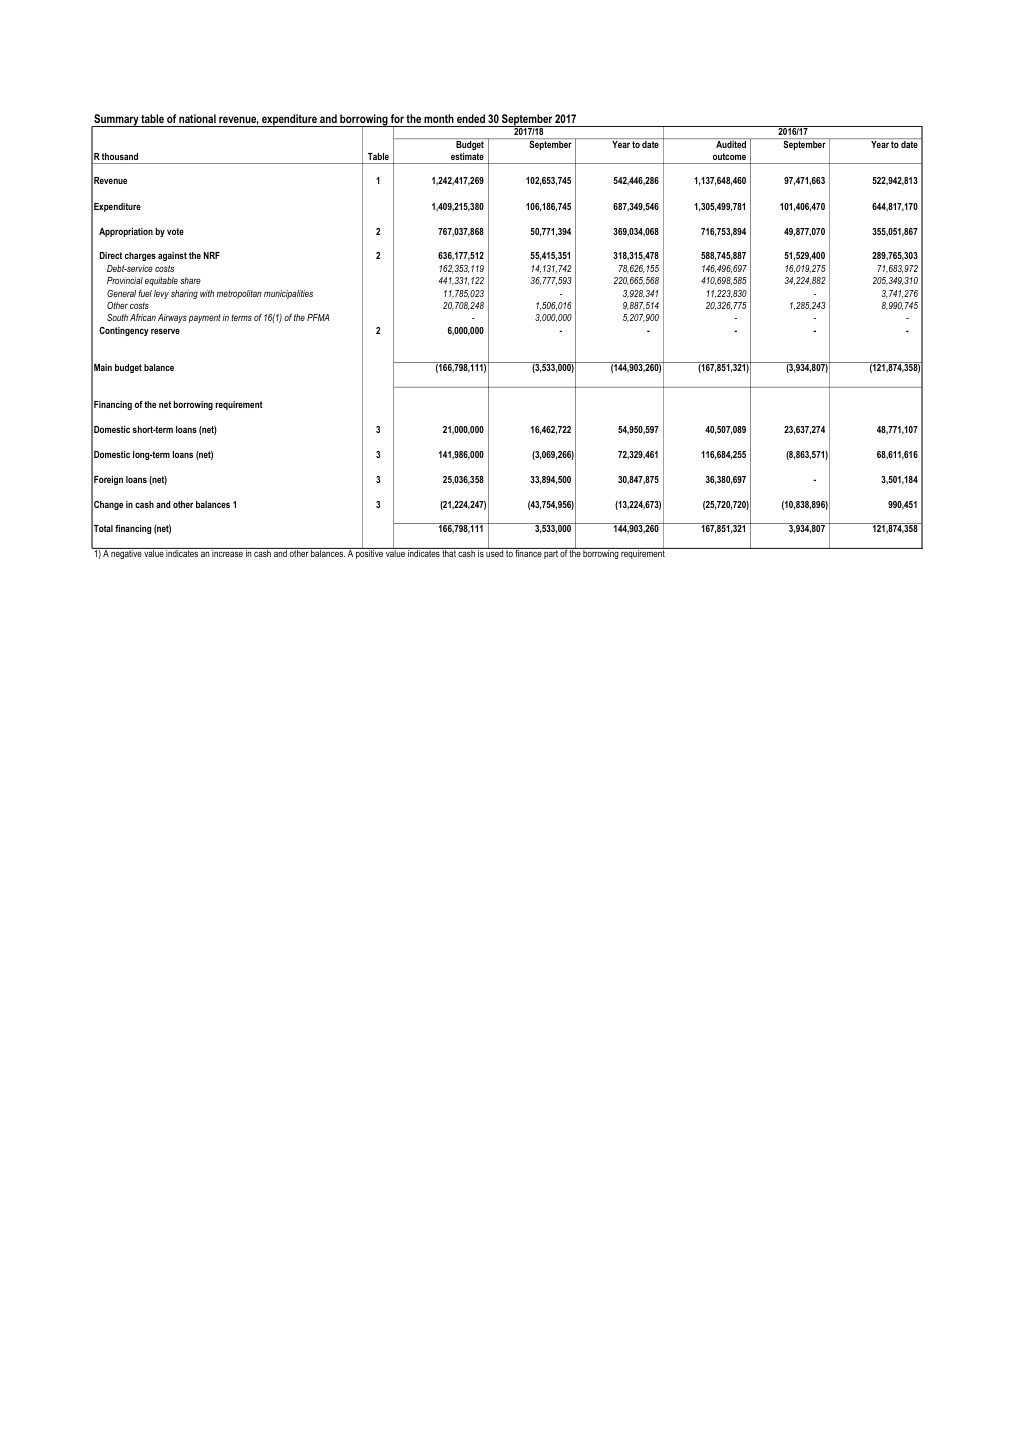 Summary table of national revenue, expenditure and borrowing for the month ended 30 September 2017
2017/18 2016/17
Budget September Year to date Audited September Year to date
R thousand Table estimate outcome
Revenue 1 1,242,417,269 102,653,745 542,446,286 1,137,648,460 97,471,663 522,942,813
Expenditure 1,409,215,380 106,186,745 687,349,546 1,305,499,781 101,406,470 644,817,170
Appropriation by vote 2 767,037,868 50,771,394 369,034,068 716,753,894 49,877,070 355,051,867
Direct charges against the NRF 2 636,177,512 55,415,351 318,315,478 588,745,887 51,529,400 289,765,303
Debt-service costs 162,353,119 14,131,742 78,626,155 146,496,697 16,019,275 71,683,972
Provincial equitable share 441,331,122 36,777,593 220,665,568 410,698,585 34,224,882 205,349,310
General fuel levy sharing with metropolitan municipalities 11,785,023 - 3,928,341 11,223,830 - 3,741,276
Other costs 20,708,248 1,506,016 9,887,514 20,326,775 1,285,243 8,990,745
South African Airways payment in terms of 16(1) of the PFMA - 3,000,000 5,207,900 - - -
Contingency reserve 2 6,000,000 - - - - -
Main budget balance (166,798,111) (3,533,000) (144,903,260) (167,851,321) (3,934,807) (121,874,358)
Financing of the net borrowing requirement
Domestic short-term loans (net) 3 21,000,000 16,462,722 54,950,597 40,507,089 23,637,274 48,771,107
Domestic long-term loans (net) 3 141,986,000 (3,069,266) 72,329,461 116,684,255 (8,863,571) 68,611,616
Foreign loans (net) 3 25,036,358 33,894,500 30,847,875 36,380,697 - 3,501,184
Change in cash and other balances 1 3 (21,224,247) (43,754,956) (13,224,673) (25,720,720) (10,838,896) 990,451
Total financing (net) 166,798,111 3,533,000 144,903,260 167,851,321 3,934,807 121,874,358
1) A negative value indicates an increase in cash and other balances. A positive value indicates that cash is used to finance part of the borrowing requirement